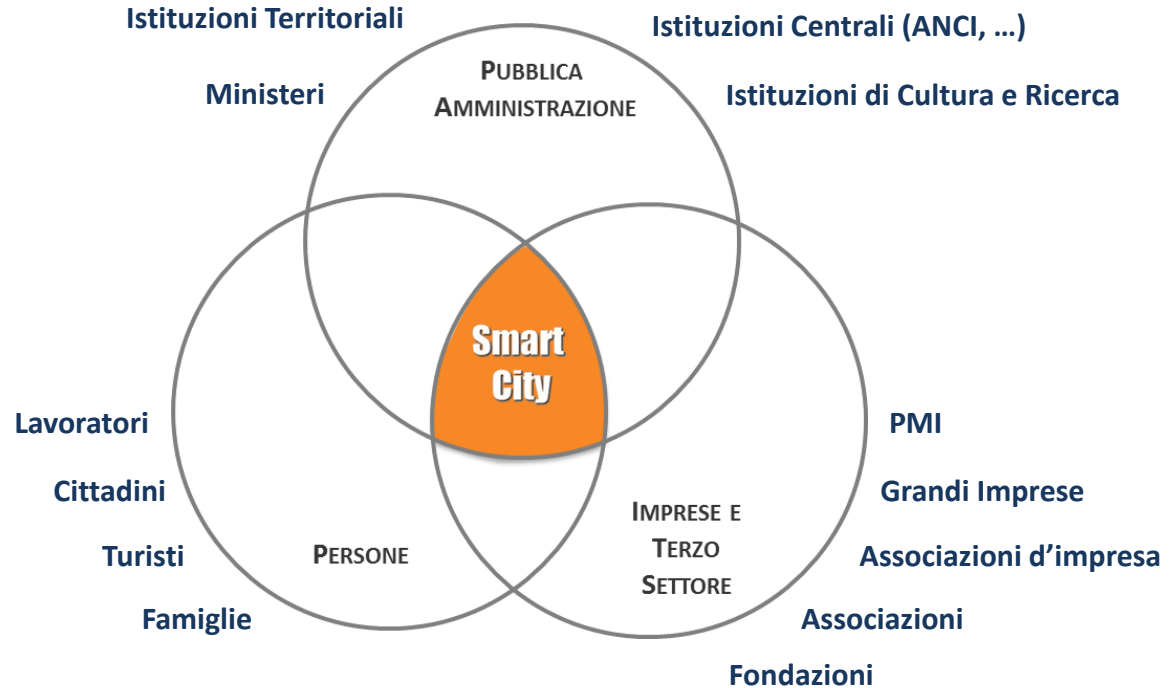 Istituzioni Territoriali
Istituzioni Centrali (ANCI, …)
PUBBLICA
AMMINISTRAZIONE
Ministeri
Istituzioni di Cultura e Ricerca
Smart
City
Lavoratori
PMI
Cittadini
Grandi Imprese
IMPRESE E
TERZO
SETTORE
Turisti
PERSONE
Associazioni d’impresa
Famiglie
Associazioni
Fondazioni